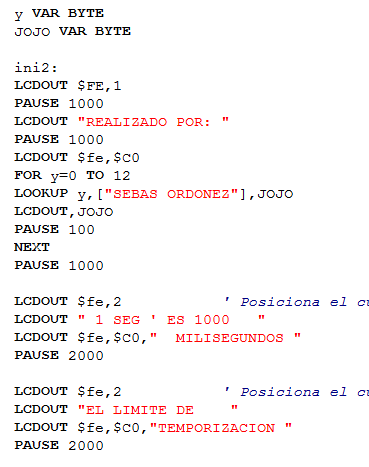 y VAR BYTE
JOJO VAR BYTE
ini2:
LCDOUT $FE,1
PAUSE 1000
LCDOUT "REALIZADO POR: "
PAUSE 1000
LCDOUT $fe,$C0
FOR y=0 TO 12
LOOKUP y,["SEBAS ORDONEZ"],JOJO
LCDOUT,JOJO
PAUSE 100
NEXT
PAUSE 1000
LCDOUT $fe,2 ' Posiciona el
LCDOUT " 1 SEG ' ES 1000   "
LCDOUT $fe,$C0,"  MILISEGUNDOS "
PAUSE 2000
LCDOUT $fe,2 ' Posiciona el
LCDOUT "EL LIMITE DE    "
LCDOUT $fe,$C0,"TEMPORIZACION "
PAUSE 2000